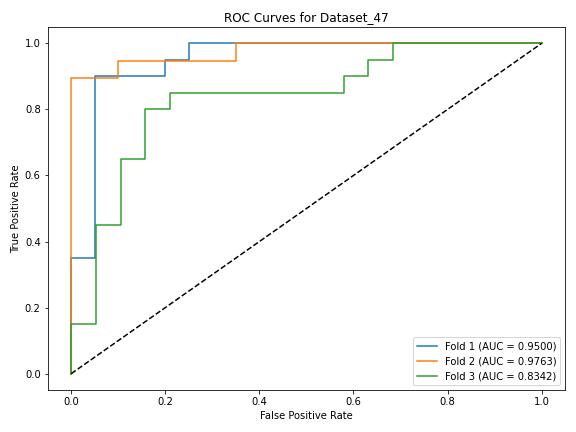 ROC Curves for Dataset_47
True Positive Rate
1.0
0.8
0.6
0.4
0.2
0.0
Fold 1 (AUC = 0.9500)
Fold 2 (AUC = 0.9763)
Fold 3 (AUC = 0.8342)
0.0 0.2 0.4 0.6 0.8 1.0
False Positive Rate